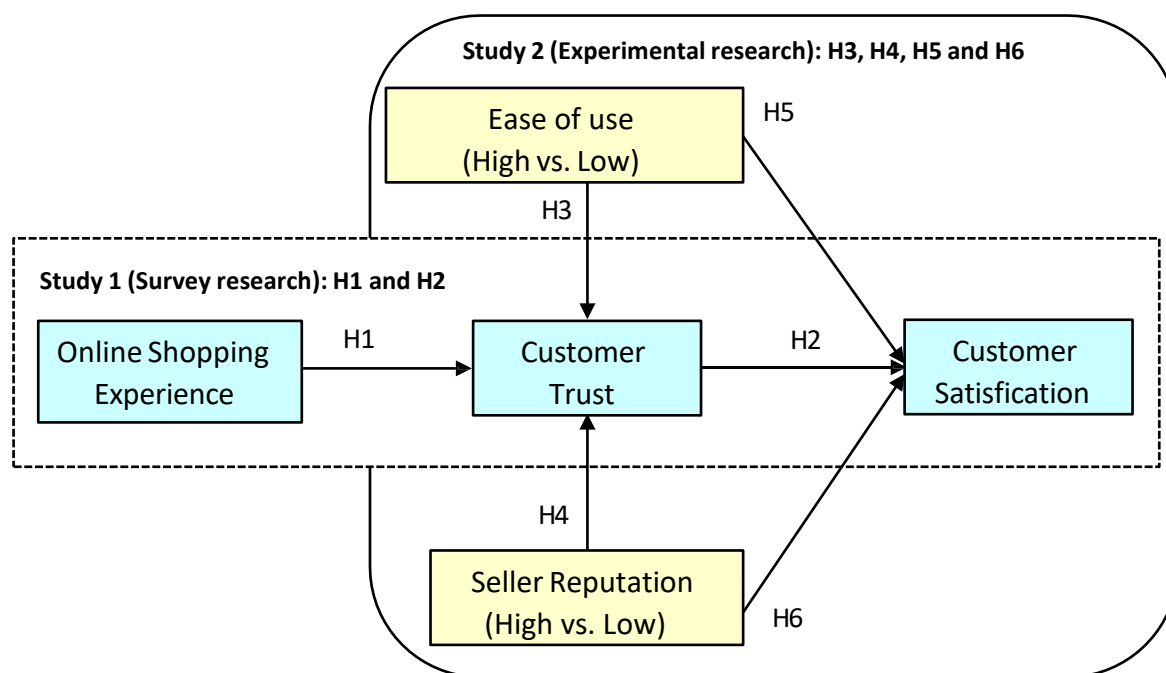 Study 2 (Experimental research): H3, H4, H5 and H6
Ease of use
(High vs. Low)
H5
H3
Study 1 (Survey research): H1 and H2
Online Shopping
Experience
H1
Customer
Trust
H2
Customer
Satisfication
H4
Seller Reputation
(High vs. Low)
H6